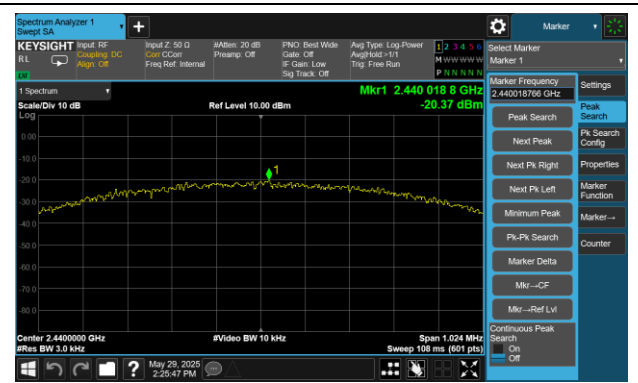 Spectrum Analyzer 1
Swept SA
+
Marker
KEYSIGHT
RL
LV
Input: RF
Coupling: DC
Align: Off
Input Z: 50 Ω
Corr CCorr
Freq Ref: Internal
#Atten: 20 dB
Preamp: Off
PNO: Best Wide
Gate: Off
IF Gain: Low
Sig Track: Off
Avg Type: Log-Power
Avg|Hold:>1/1
Trig: Free Run
1 2 3 4 5 6
M W W W W W
P N N N N N
Select Marker
Marker 1
1 Spectrum
Mkr1 2.440 018 8 GHz
-20.37 dBm
Scale/Div 10 dB
Ref Level 10.00 dBm
Log
0.00
-10.0
-20.0
-30.0
-40.0
-50.0
-60.0
-70.0
-80.0
1
Center 2.4400000 GHz
#Res BW 3.0 kHz
#Video BW 10 kHz
Span 1.024 MHz
Sweep 108 ms (601 pts)
Marker Frequency
2.440018766 GHz
Peak Search
Next Peak
Next Pk Right
Next Pk Left
Minimum Peak
Pk-Pk Search
Marker Delta
Mkr→CF
Mkr→Ref Lvl
Continuous Peak
Search
On
Off
Settings
Peak
Search
Pk Search
Config
Properties
Marker
Function
Marker→
Counter
?
May 29, 2025
2:25:47 PM